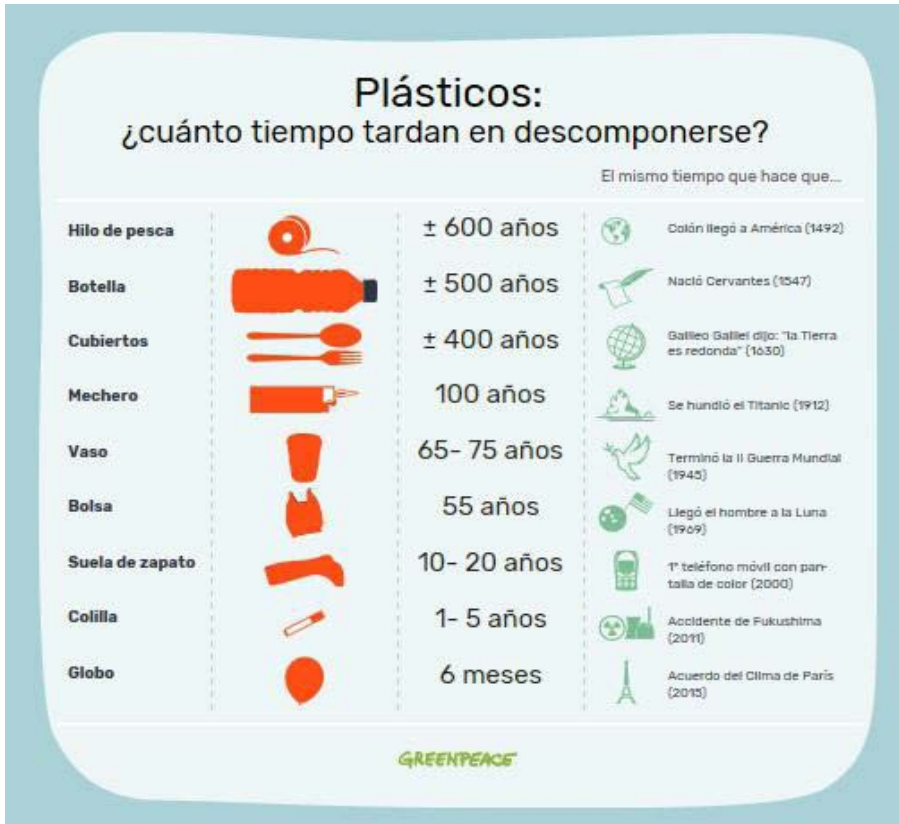 Plásticos:
¿cuánto tiempo tardan en descomponerse?
El mismo tiempo que hace que...
Hilo de pesca
± 600 años
Colón llegó a América (1492)
Botella
± 500 años
Nació Cervantes (1547)
Cubiertos
± 400 años
Galileo Galilei dijo: "la Tierra
es redonda" (1630)
Mechero
100 años
Se hundió el Titanic (1912)
Vaso
65- 75 años
Terminó la II Guerra Mundial
(1945)
Bolsa
55 años
Llegó el hombre a la Luna
(1969)
Suela de zapato
10- 20 años
1º teléfono móvil con pan-
talla de color (2000)
Colilla
1- 5 años
Accidente de Fukushima
(2011)
Globo
6 meses
Acuerdo del Clima de París
(2015)
GREENPEACE